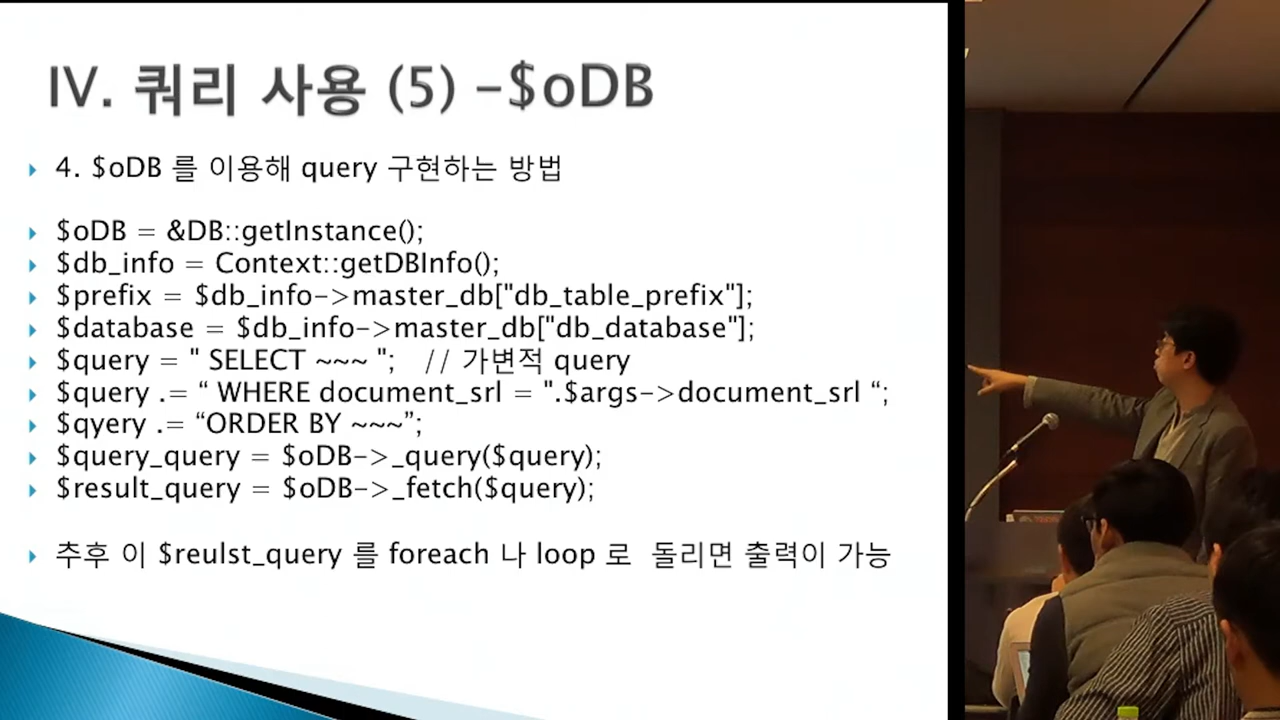 IV. 쿼리 사용 (5) -$oDB
4. $oDB 를 이용해 query 구현하는 방법
$oDB = &DB::getInstance();
$db_info = Context::getDBInfo();
$prefix = $db_info->master_db["db_table_prefix"];
$database = $db_info->master_db["db_database"];
$query = " SELECT ~~~ "; // 가변적 query
$query .= “ WHERE document_srl = ".$args->document_srl “;
$qyery .= “ORDER BY ~~~”;
$query_query = $oDB->_query($query);
$result_query = $oDB->_fetch($query);
추후 이 $reulst_query 를 foreach 나 loop 로 돌리면 출력이 가능